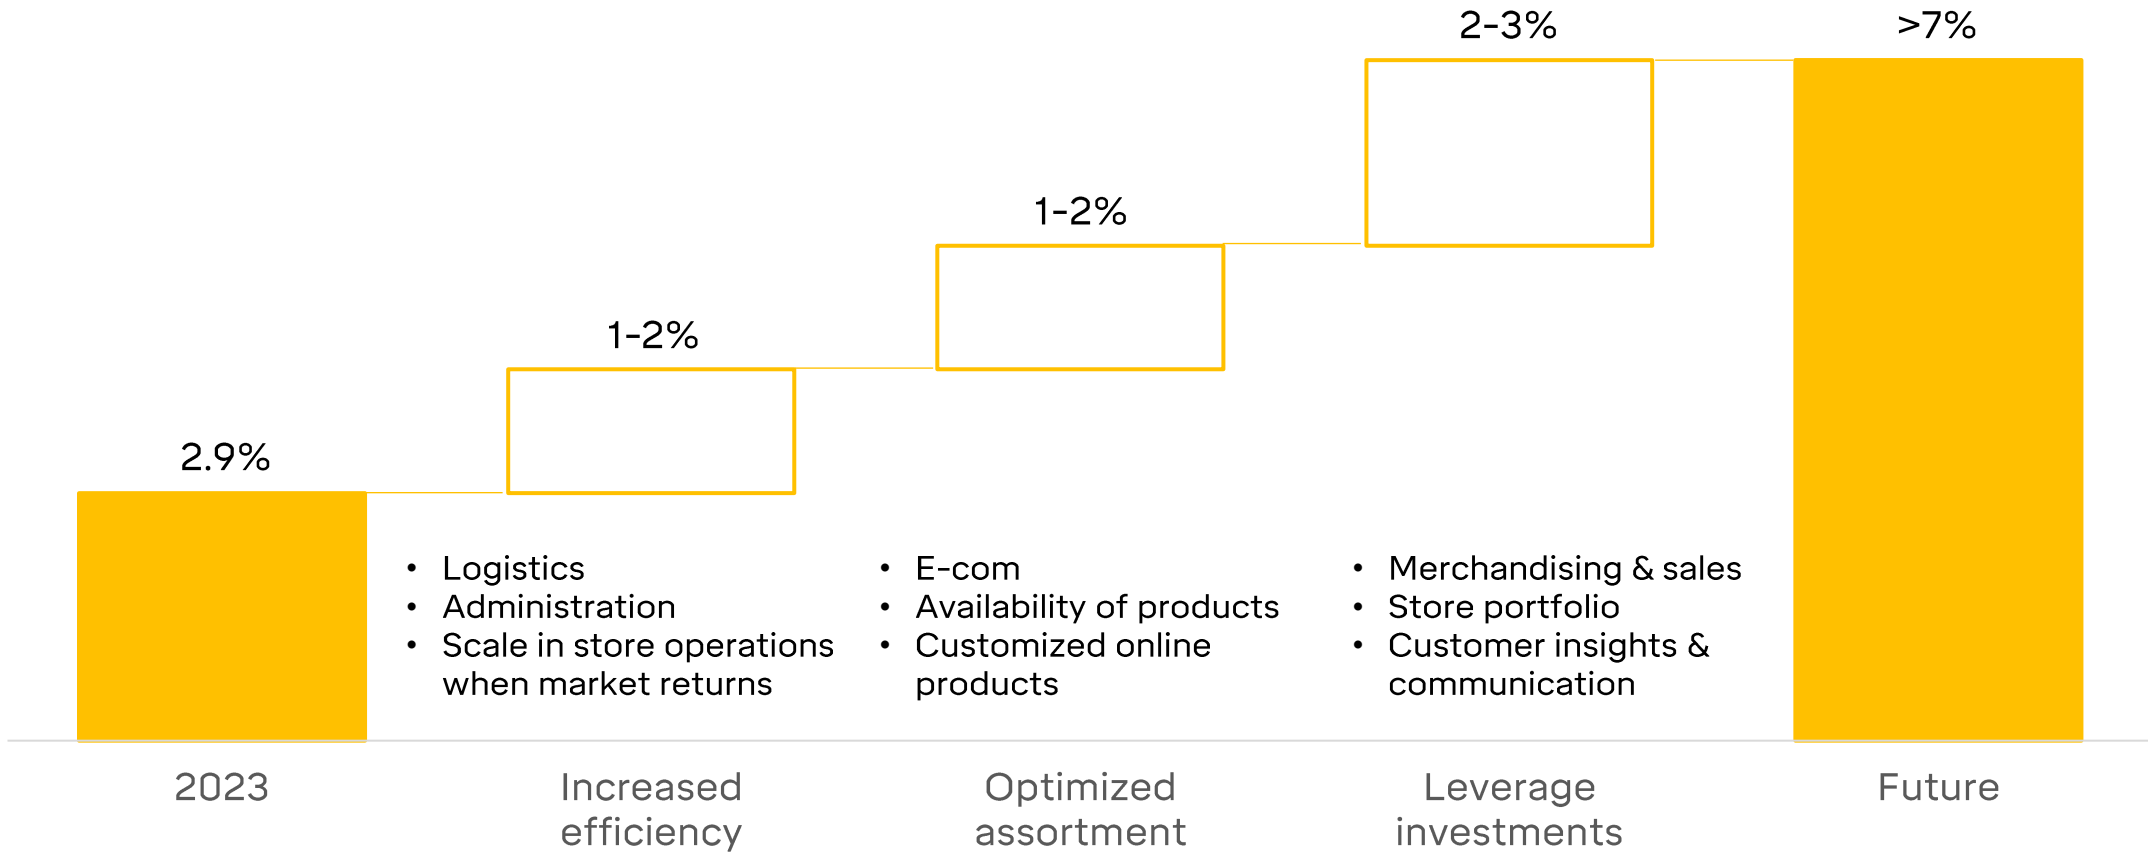 2-3%
>7%
1-2%
1-2%
2.9%
• Logistics
• Administration
• Scale in store operations
when market returns
• E-com
• Availability of products
• Customized online
products
• Merchandising & sales
• Store portfolio
• Customer insights &
communication
2023
Increased
efficiency
Optimized
assortment
Leverage
investments
Future